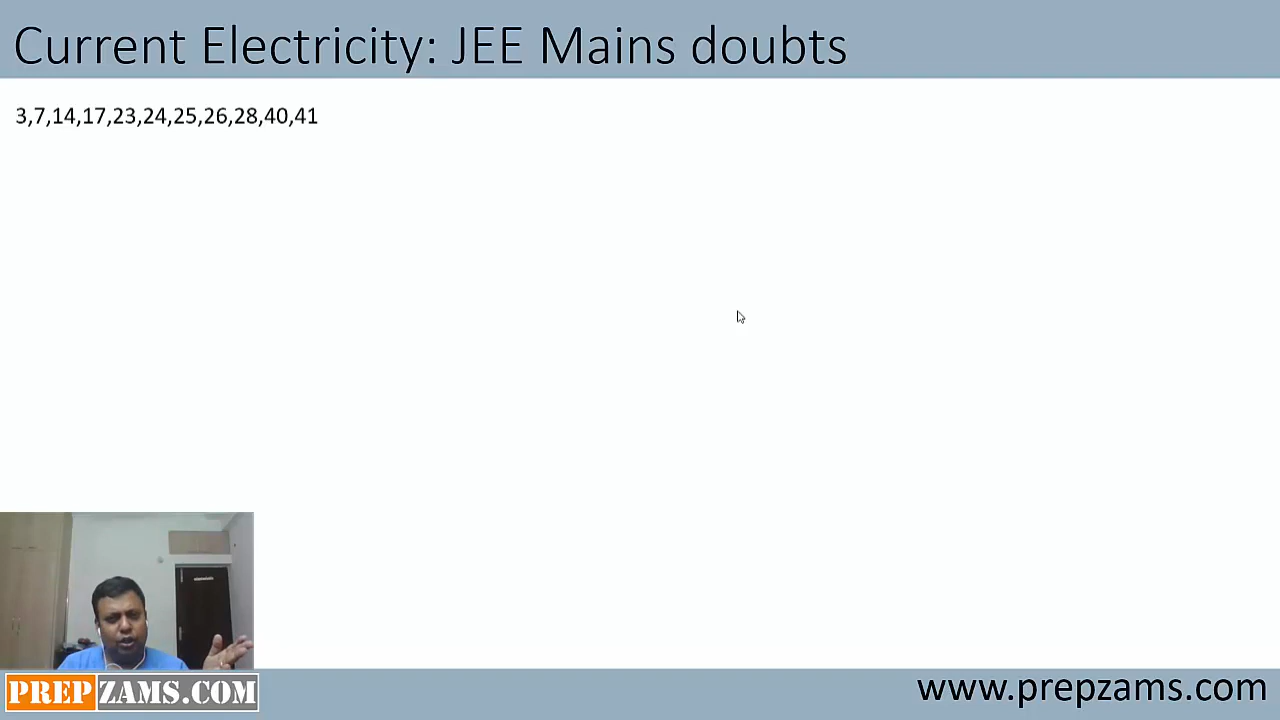 Current Electricity: JEE Mains doubts
3,7,14,17,23,24,25,26,28,40,41
PREPZAMS.COM
www.prepzams.com